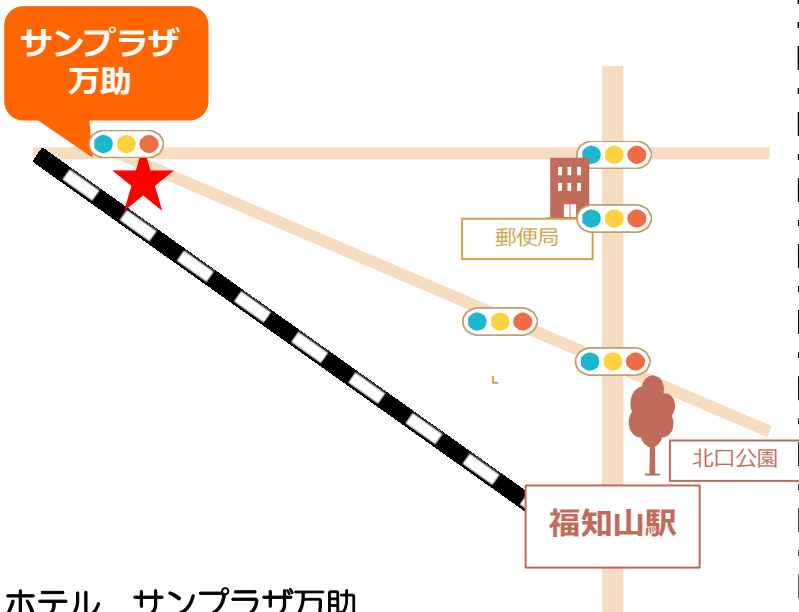 サンプラザ
万助
郵便局
北口公園
福知山駅
ホテル　サンプラザ万助